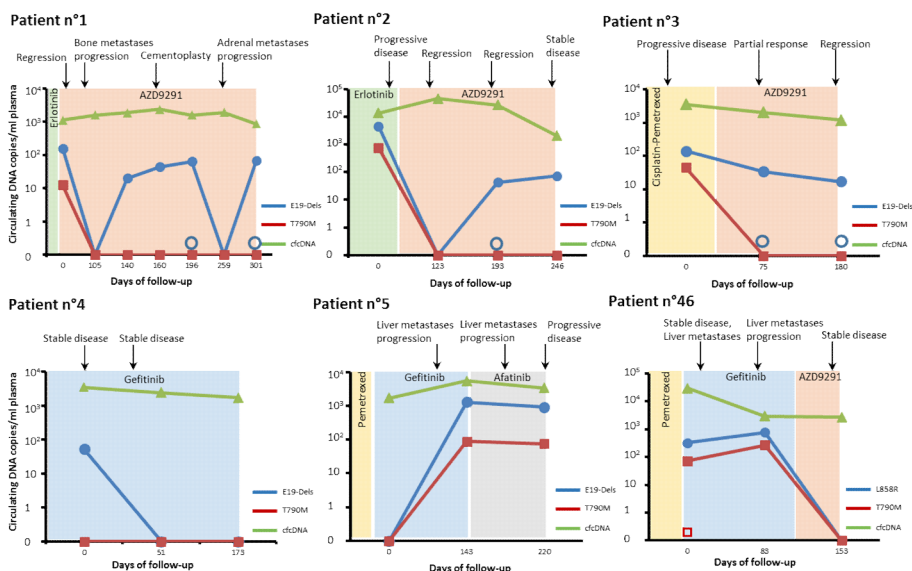 Patient n°1
Bone metastases progression
Adrenal metastases progression
Regression
Cementoplasty
Erlotinib
AZD9291
Circulating DNA copies/ml plasma
10⁴
10³
10²
10
1
0
E19-Dels
T790M
cfcDNA
0 105 140 160 196 259 301
Days of follow-up
Patient n°2
Progressive disease
Regression
Regression
Stable disease
Erlotinib
AZD9291
10⁵
10⁴
10³
10²
10
1
0
E19-Dels
T790M
cfcDNA
0 123 193 246
Days of follow-up
Patient n°3
Progressive disease
Partial response
Regression
Cisplatin-Pemetrexed
AZD9291
10⁴
10³
10²
10
1
0
E19-Dels
T790M
cfcDNA
0 75 180
Days of follow-up
Patient n°4
Stable disease
Stable disease
Gefitinib
Circulating DNA copies/ml plasma
10⁴
10³
10²
10
1
0
E19-Dels
T790M
cfcDNA
0 51 173
Days of follow-up
Patient n°5
Liver metastases progression
Liver metastases progression
Progressive disease
Pemetrexed
Gefitinib
Afatinib
10⁴
10³
10²
10
1
0
E19-Dels
T790M
cfcDNA
0 143 220
Days of follow-up
Patient n°46
Stable disease, Liver metastases
Liver metastases progression
Stable disease
Pemetrexed
Gefitinib
AZD9291
10⁵
10⁴
10³
10²
10
1
0
L858R
T790M
cfcDNA
0 83 153
Days of follow-up